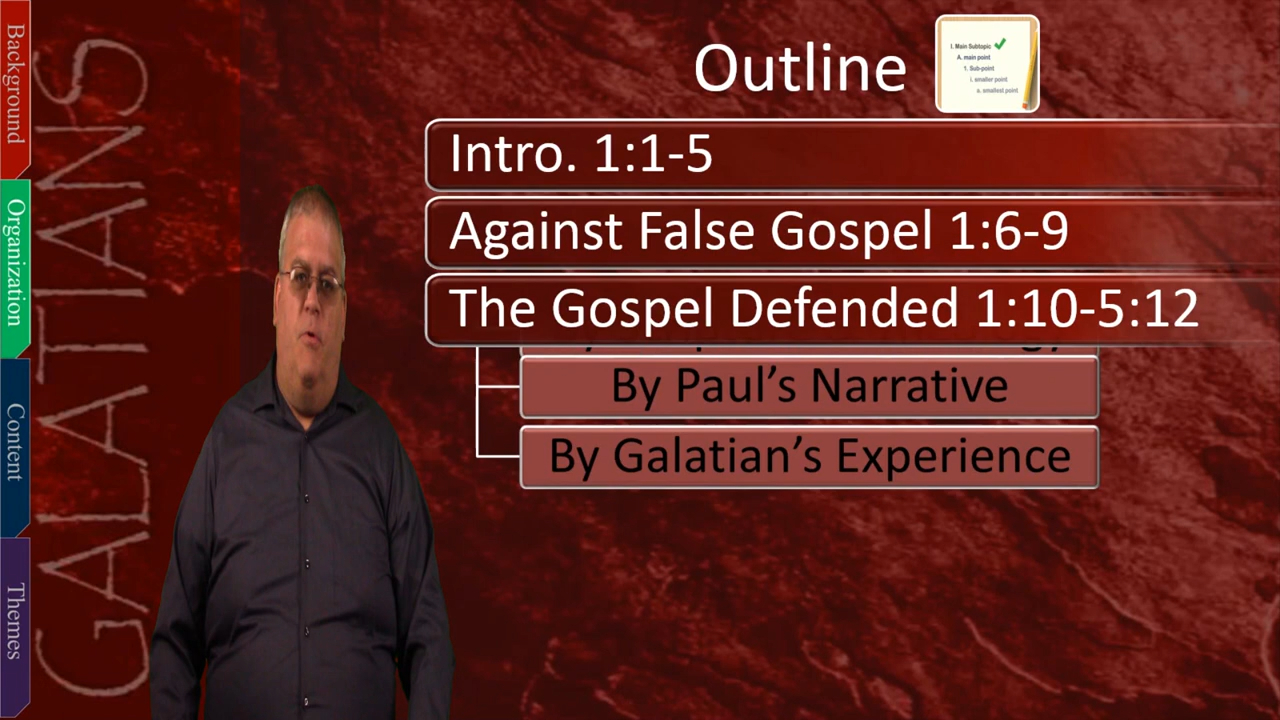 Background
Organization
Content
Themes
GALATIANS
Outline
I. Main Subtopic
A. main point
1. Sub-point
i. smaller point
a. smallest point
Intro. 1:1-5
Against False Gospel 1:6-9
The Gospel Defended 1:10-5:12
By Paul’s Narrative
By Galatian’s Experience